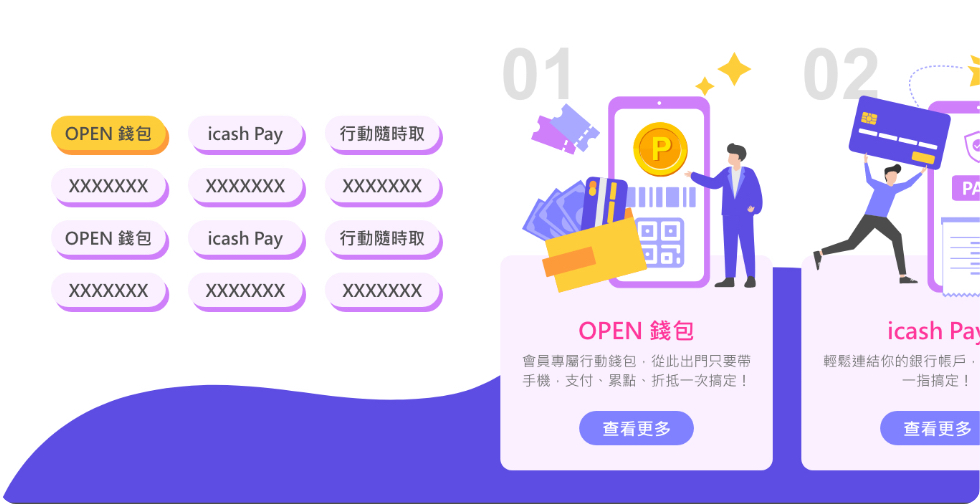 OPEN 錢包
icash Pay
行動隨時取
XXXXXXX
XXXXXXX
XXXXXXX
OPEN 錢包
icash Pay
行動隨時取
XXXXXXX
XXXXXXX
XXXXXXX
01
P
OPEN 錢包
會員專屬行動錢包，從此出門只要帶
手機，支付、累點、折抵一次搞定！
查看更多
02
PA
icash Pay
輕鬆連結你的銀行帳戶，
一指搞定！
查看更多